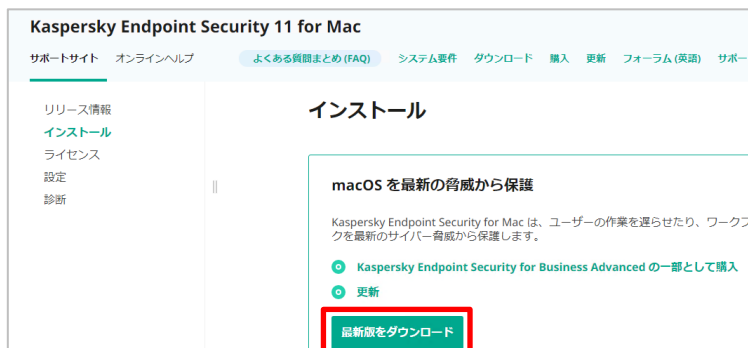 Kaspersky Endpoint Security 11 for Mac
サポートサイト オンラインヘルプ よくある質問まとめ (FAQ) システム要件 ダウンロード 購入 更新 フォーラム (英語) サポー
リリース情報
インストール
ライセンス
設定
診断
インストール
macOS を最新の脅威から保護
Kaspersky Endpoint Security for Mac は、ユーザーの作業を遅らせたり、ワークフ
クを最新のサイバー脅威から保護します。
Kaspersky Endpoint Security for Business Advanced の一部として購入
更新
最新版をダウンロード